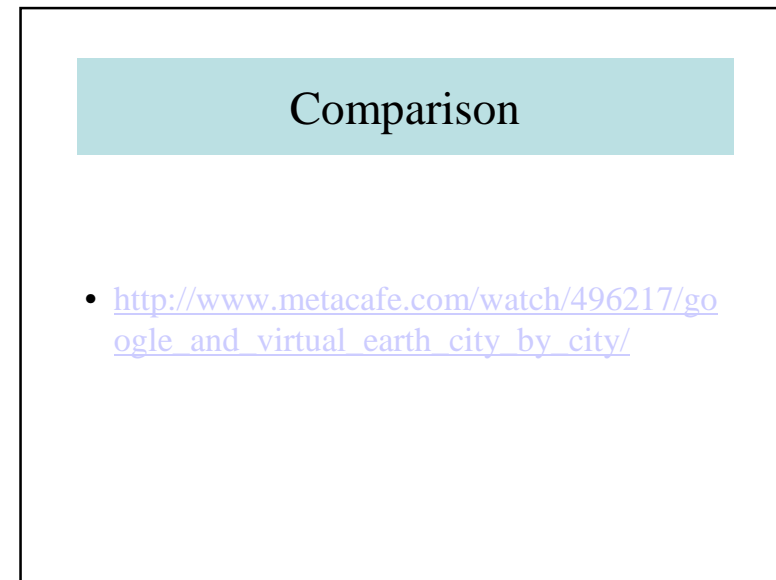 Comparison
• http://www.metacafe.com/watch/496217/go
ogle_and_virtual_earth_city_by_city/